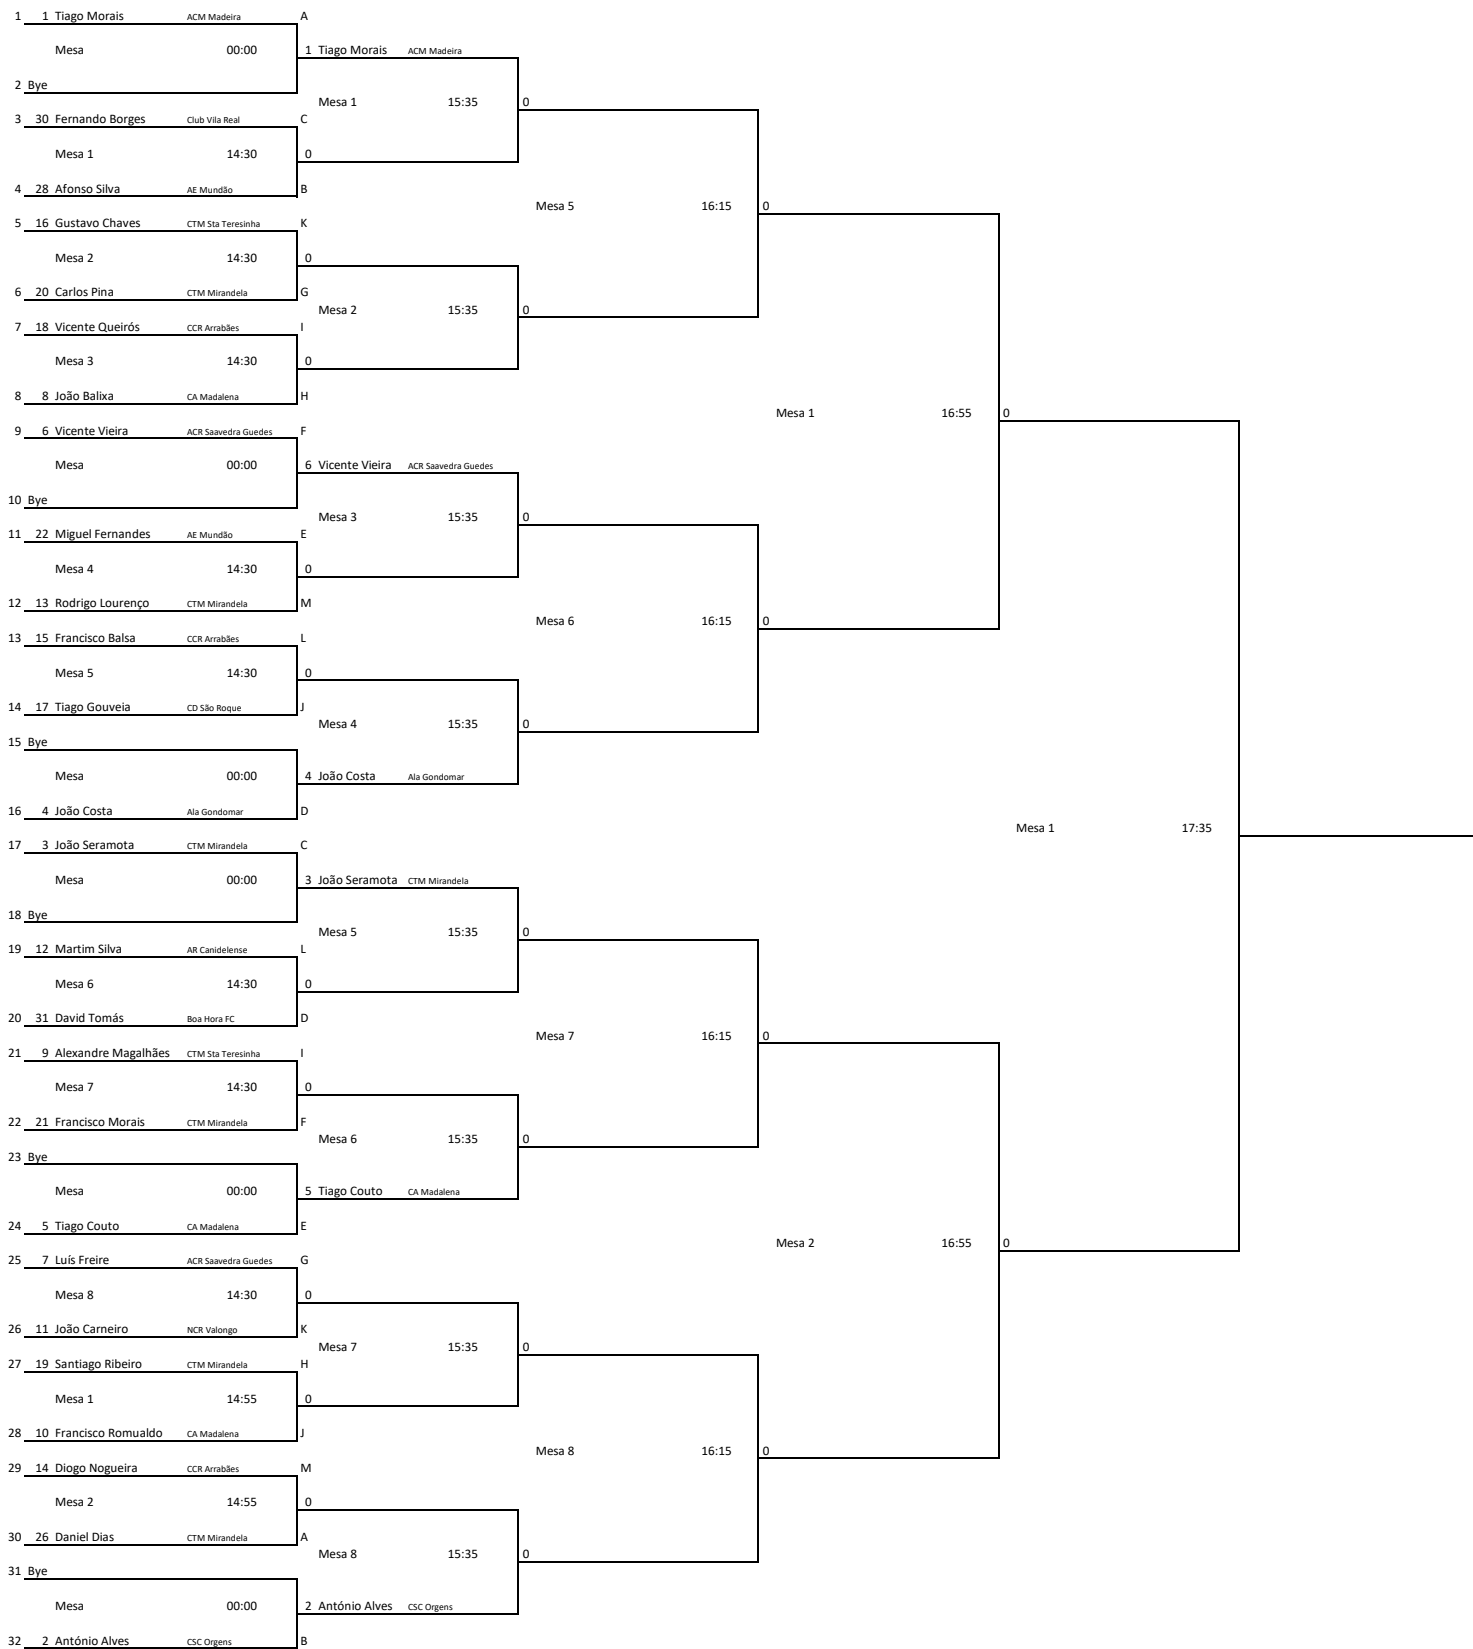 1 1 Tiago Morais ACM Madeira A
Mesa 00:00 1 Tiago Morais ACM Madeira
2 Bye
Mesa 1 15:35 0
3 30 Fernando Borges Club Vila Real C
Mesa 1 14:30 0
4 28 Afonso Silva AE Mundão B
Mesa 5 16:15 0
5 16 Gustavo Chaves CTM Sta Teresinha K
Mesa 2 14:30 0
6 20 Carlos Pina CTM Mirandela G
Mesa 2 15:35 0
7 18 Vicente Queirós CCR Arrabães I
Mesa 3 14:30 0
8 8 João Balixa CA Madalena H
Mesa 1 16:55 0
9 6 Vicente Vieira ACR Saavedra Guedes F
Mesa 00:00 6 Vicente Vieira ACR Saavedra Guedes
10 Bye
Mesa 3 15:35 0
11 22 Miguel Fernandes AE Mundão E
Mesa 4 14:30 0
12 13 Rodrigo Lourenço CTM Mirandela M
Mesa 6 16:15 0
13 15 Francisco Balsa CCR Arrabães L
Mesa 5 14:30 0
14 17 Tiago Gouveia CD São Roque J
Mesa 4 15:35 0
15 Bye
Mesa 00:00 4 João Costa Ala Gondomar
16 4 João Costa Ala Gondomar D
Mesa 1 17:35
17 3 João Seramota CTM Mirandela C
Mesa 00:00 3 João Seramota CTM Mirandela
18 Bye
Mesa 5 15:35 0
19 12 Martim Silva AR Canidelense L
Mesa 6 14:30 0
20 31 David Tomás Boa Hora FC D
Mesa 7 16:15 0
21 9 Alexandre Magalhães CTM Sta Teresinha I
Mesa 7 14:30 0
22 21 Francisco Morais CTM Mirandela F
Mesa 6 15:35 0
23 Bye
Mesa 00:00 5 Tiago Couto CA Madalena
24 5 Tiago Couto CA Madalena E
Mesa 2 16:55 0
25 7 Luís Freire ACR Saavedra Guedes G
Mesa 8 14:30 0
26 11 João Carneiro NCR Valongo K
Mesa 7 15:35 0
27 19 Santiago Ribeiro CTM Mirandela H
Mesa 1 14:55 0
28 10 Francisco Romualdo CA Madalena J
Mesa 8 16:15 0
29 14 Diogo Nogueira CCR Arrabães M
Mesa 2 14:55 0
30 26 Daniel Dias CTM Mirandela A
Mesa 8 15:35 0
31 Bye
Mesa 00:00 2 António Alves CSC Orgens
32 2 António Alves CSC Orgens B